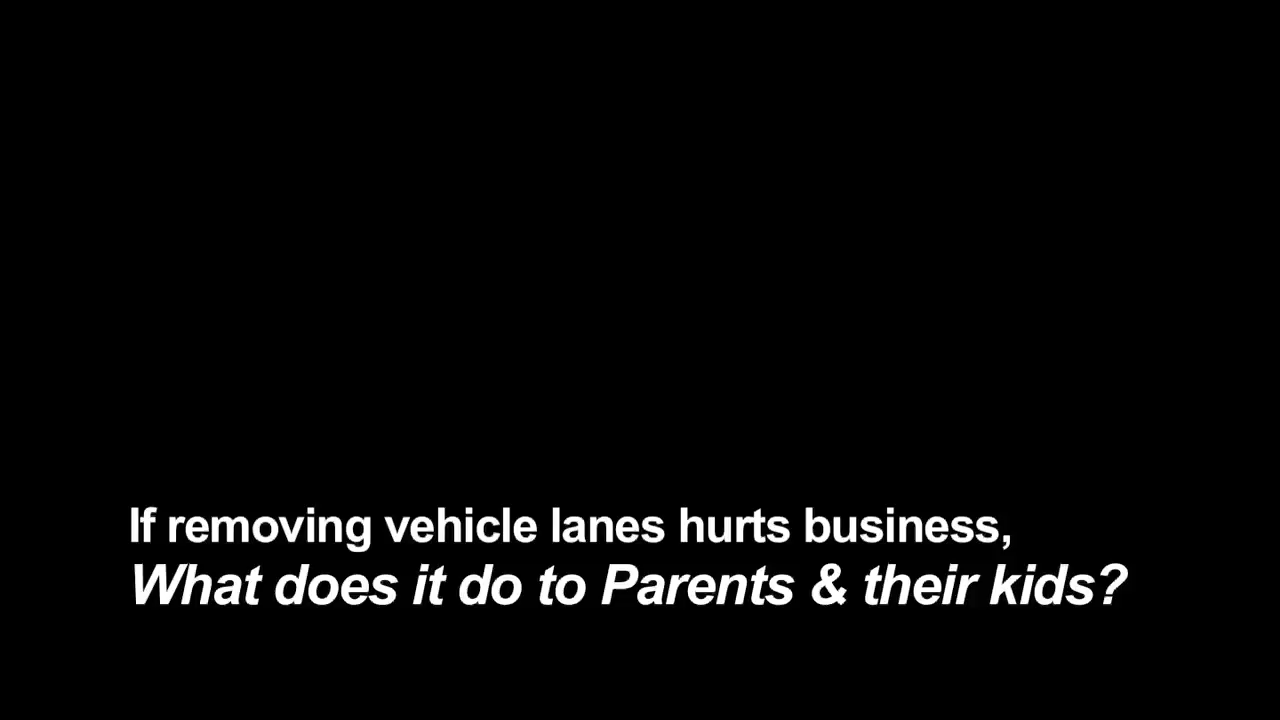 If removing vehicle lanes hurts business,
What does it do to Parents & their kids?